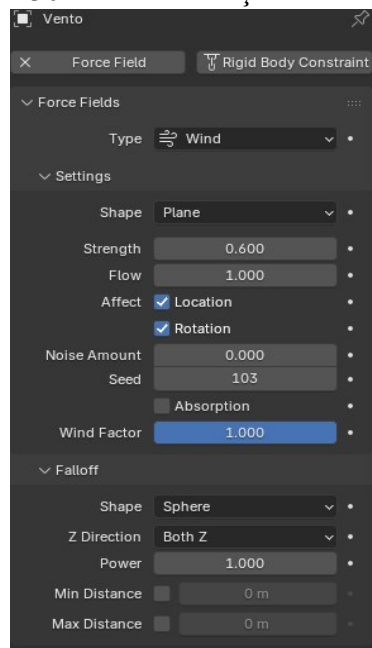 Vento
Force Field
Rigid Body Constraint
Force Fields
Type Wind
Settings
Shape Plane
Strength 0.600
Flow 1.000
Affect Location
Rotation
Noise Amount 0.000
Seed 103
Absorption
Wind Factor 1.000
Falloff
Shape Sphere
Z Direction Both Z
Power 1.000
Min Distance 0 m
Max Distance 0 m